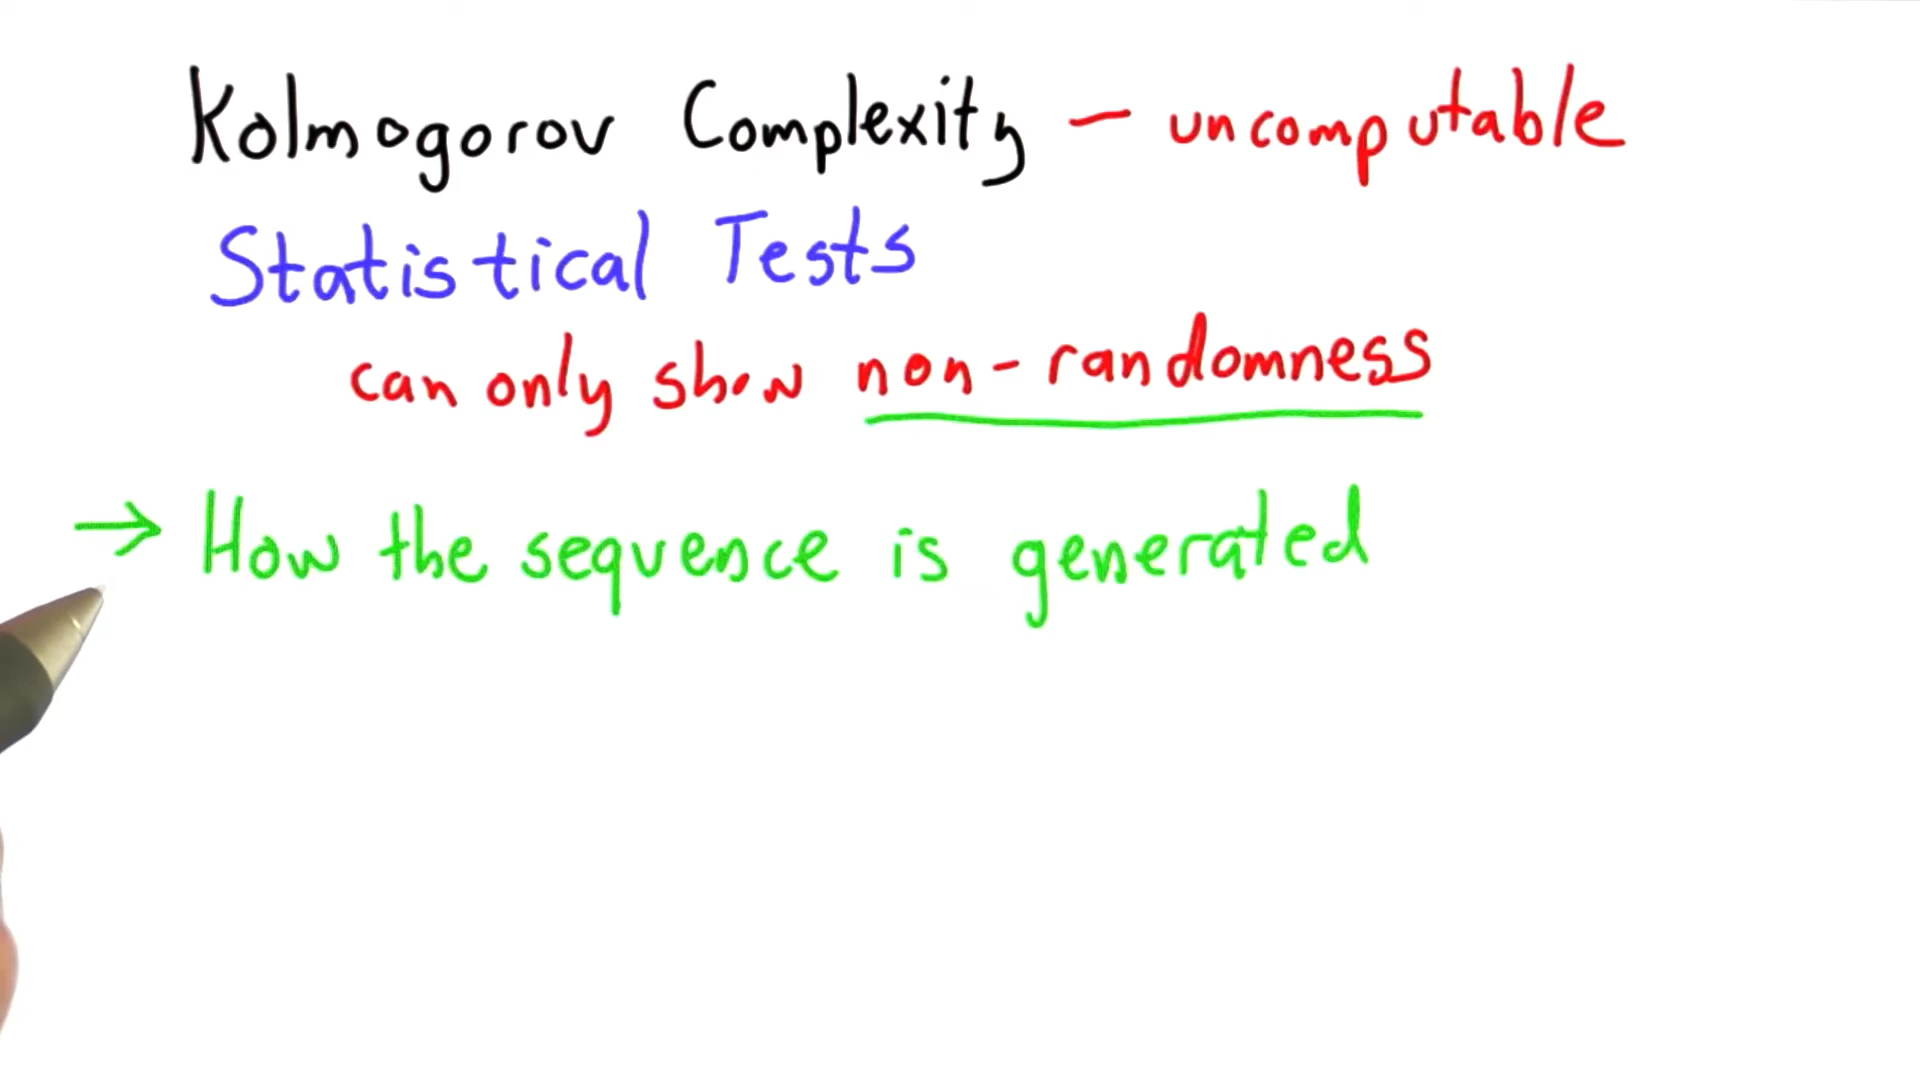 Kolmogorov Complexity - uncomputable
Statistical Tests
can only show non-randomness
→ How the sequence is generated